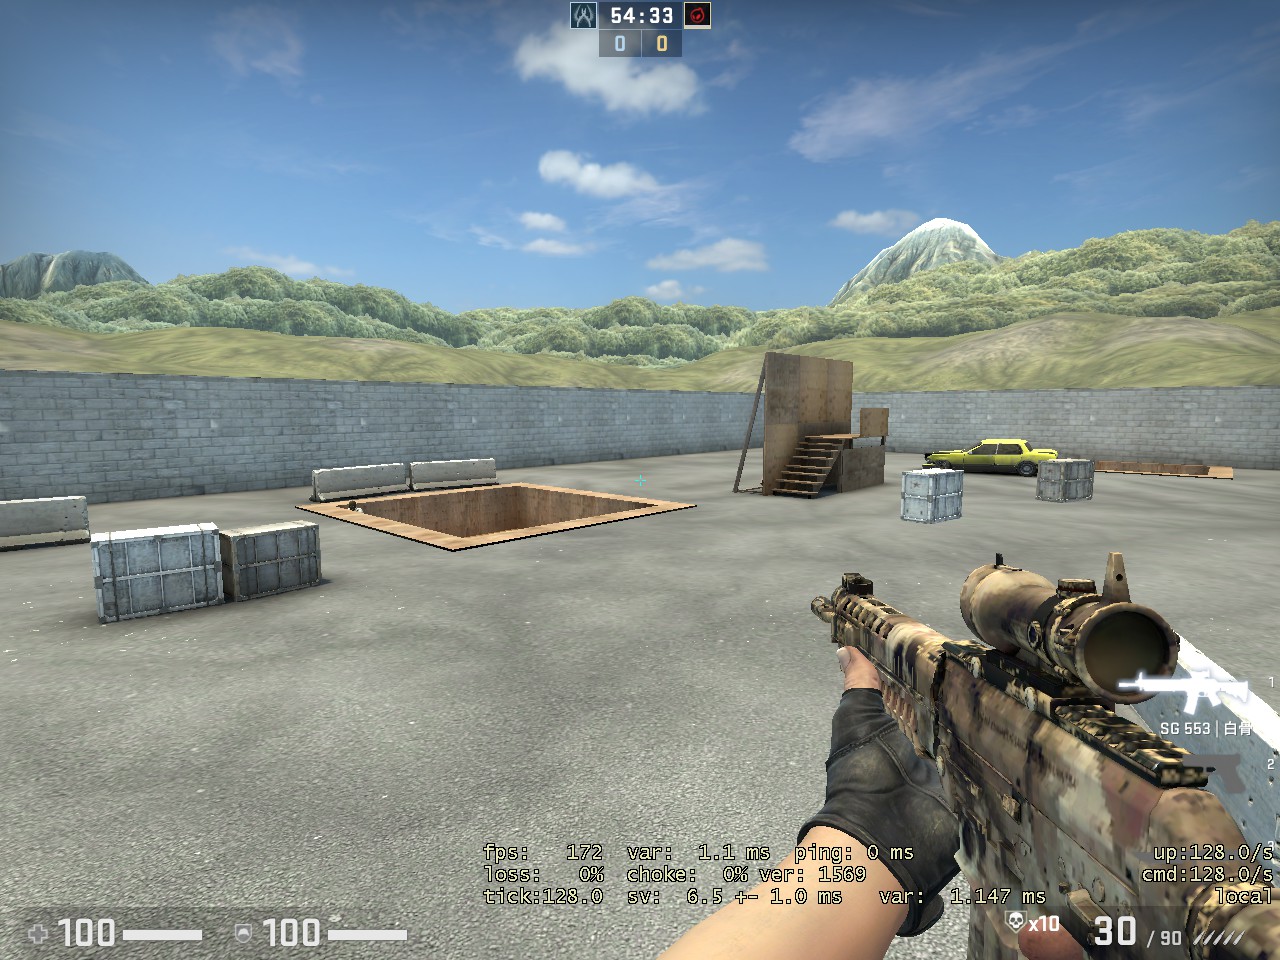 54:33
0 0
1
SG 553 | 白骨
2
3
fps: 172 var: 1.1 ms ping: 0 ms
up:128.0/s
loss: 0% choke: 0% ver: 1569
cmd:128.0/s
tick:128.0 sv: 6.5 +- 1.0 ms var: 1.147 ms
local
100 100
x10
30 / 90